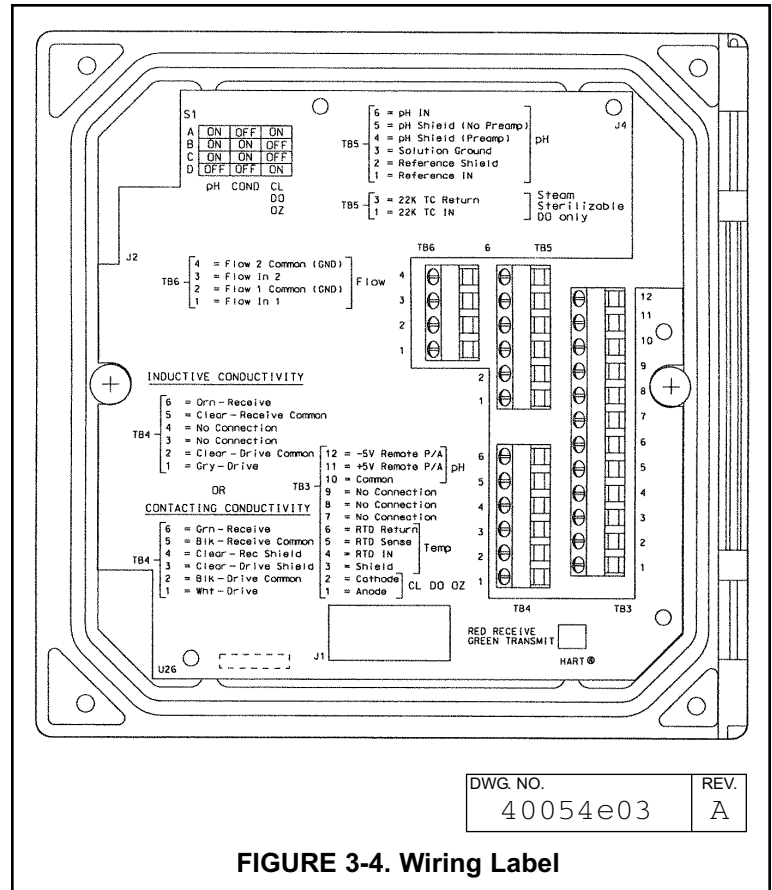 S1
A ON OFF ON
B ON ON OFF
C ON OFF ON
D OFF OFF ON
pH COND CL
DO
OZ
TB5
6 = pH IN
5 = pH Shield (No Preamp)
4 = pH Shield (Preamp)
3 = Solution Ground
2 = Reference Shield
1 = Reference IN
pH
J4
TB5
3 = 22K TC Return
1 = 22K TC IN
Steam
Sterilizable
DO only
J2
TB6
4 = Flow 2 Common (GND)
3 = Flow In 2
2 = Flow 1 Common (GND)
1 = Flow In 1
Flow
TB6 6 TB5
4
3
2
1
2
1
12
11
10
9
8
7
6
5
4
3
2
1
INDUCTIVE CONDUCTIVITY
TB4
6 = Orn-Receive
5 = Clear-Receive Common
4 = No Connection
3 = No Connection
2 = Clear-Drive Common
1 = Gry-Drive
OR
CONTACTING CONDUCTIVITY
TB4
6 = Grn-Receive
5 = Blk-Receive Common
4 = Clear-Rec Shield
3 = Clear-Drive Shield
2 = Blk-Drive Common
1 = Wht-Drive
TB3
12 = -5V Remote P/A
11 = +5V Remote P/A
10 = Common
pH
9 = No Connection
8 = No Connection
7 = No Connection
6 = RTD Return
5 = RTD Sense
4 = RTD IN
3 = Shield
Temp
2 = Cathode
1 = Anode
CL DO OZ
6
5
4
3
2
1
TB4 TB3
RED RECEIVE
GREEN TRANSMIT
HART®
U26
J1
DWG. NO. REV.
40054e03 A
FIGURE 3-4. Wiring Label